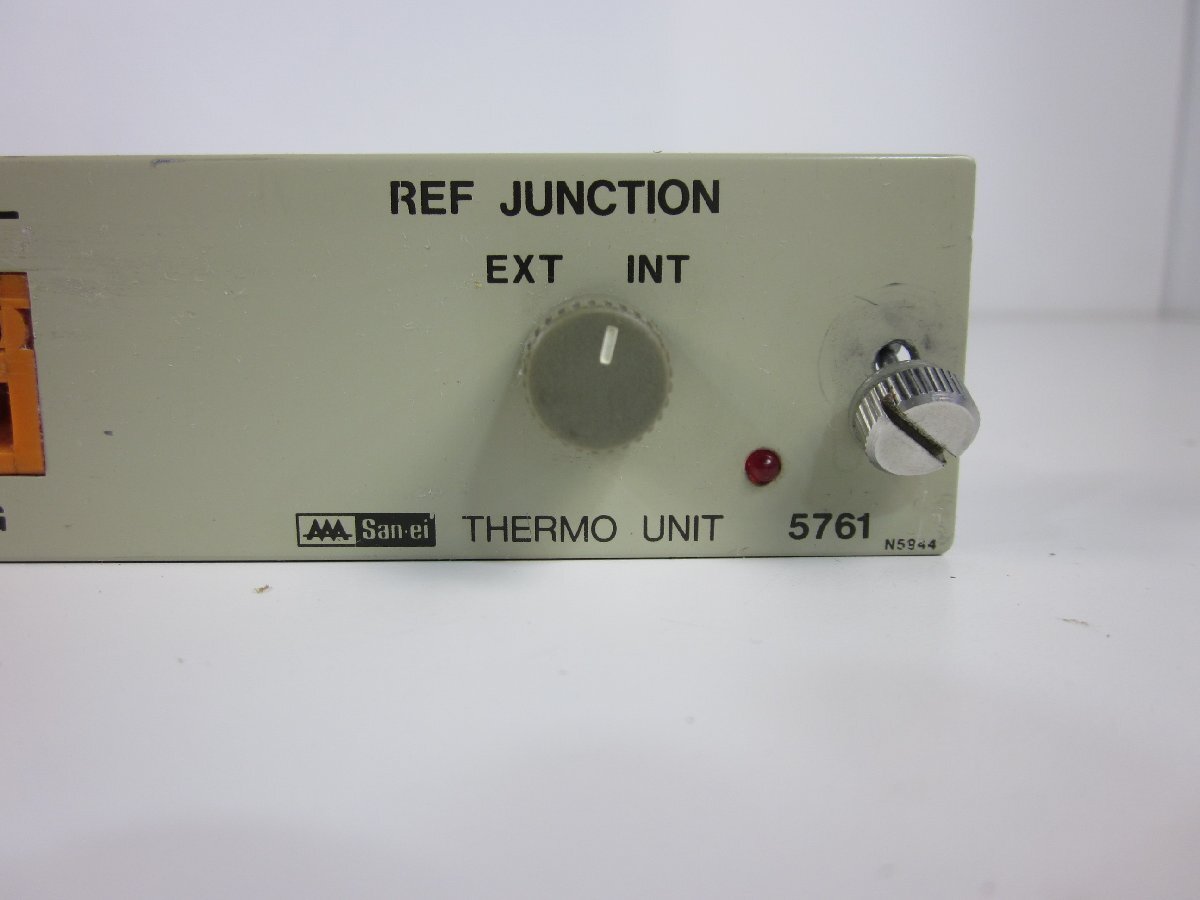 REF JUNCTION
EXT INT
San-ei THERMO UNIT 5761
N5944